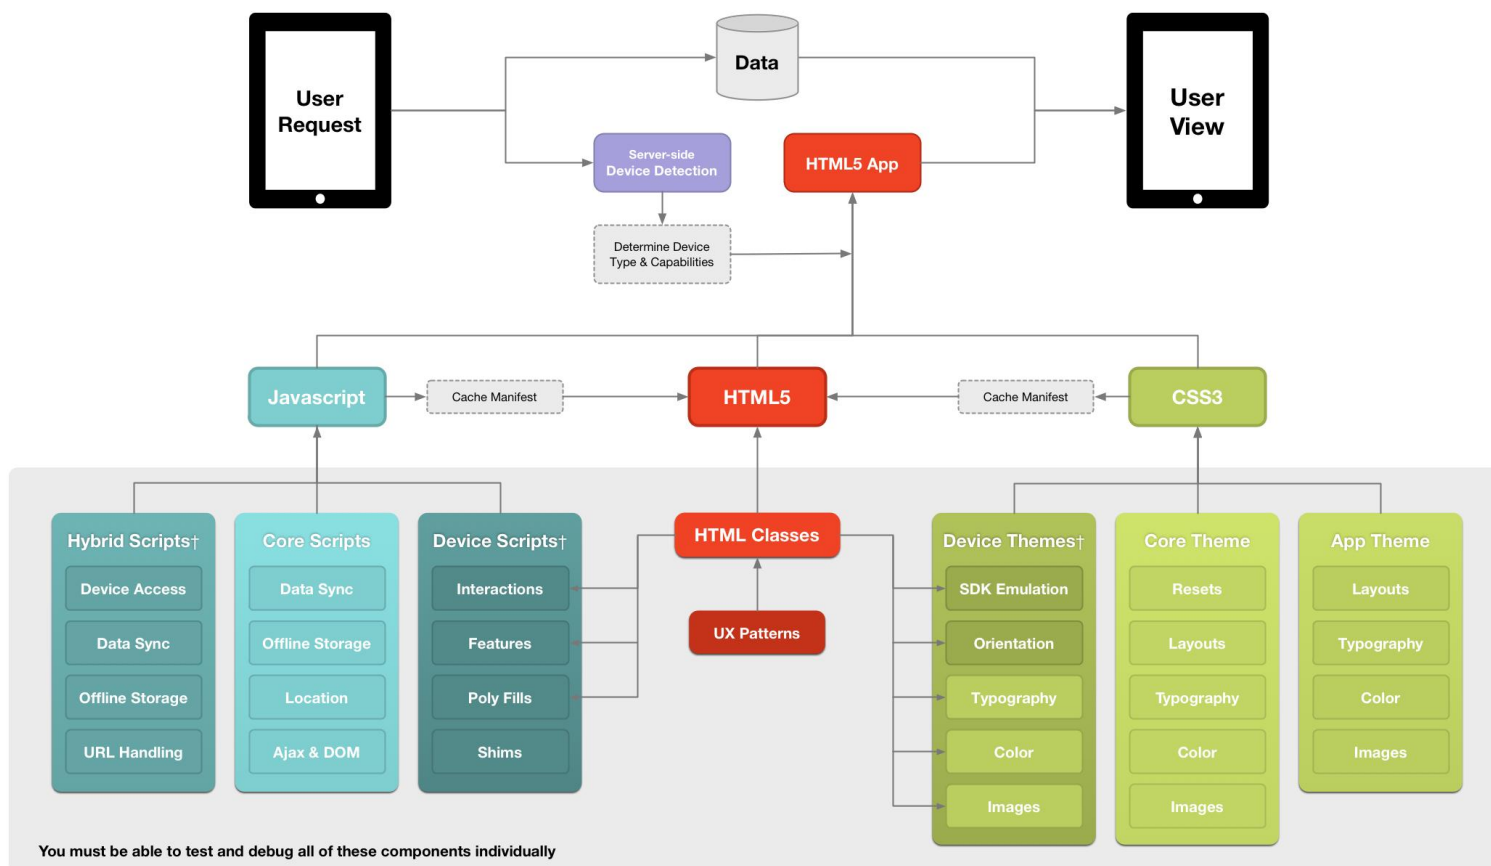 User
Request
Data
User
View
Server-side
Device Detection
HTML5 App
Determine Device
Type & Capabilities
Javascript
Cache Manifest
HTML5
Cache Manifest
CSS3
Hybrid Scripts†
Device Access
Data Sync
Offline Storage
URL Handling
Core Scripts
Data Sync
Offline Storage
Location
Ajax & DOM
Device Scripts†
Interactions
Features
Poly Fills
Shims
HTML Classes
UX Patterns
Device Themes†
SDK Emulation
Orientation
Typography
Color
Images
Core Theme
Resets
Layouts
Typography
Color
Images
App Theme
Layouts
Typography
Color
Images
You must be able to test and debug all of these components individually